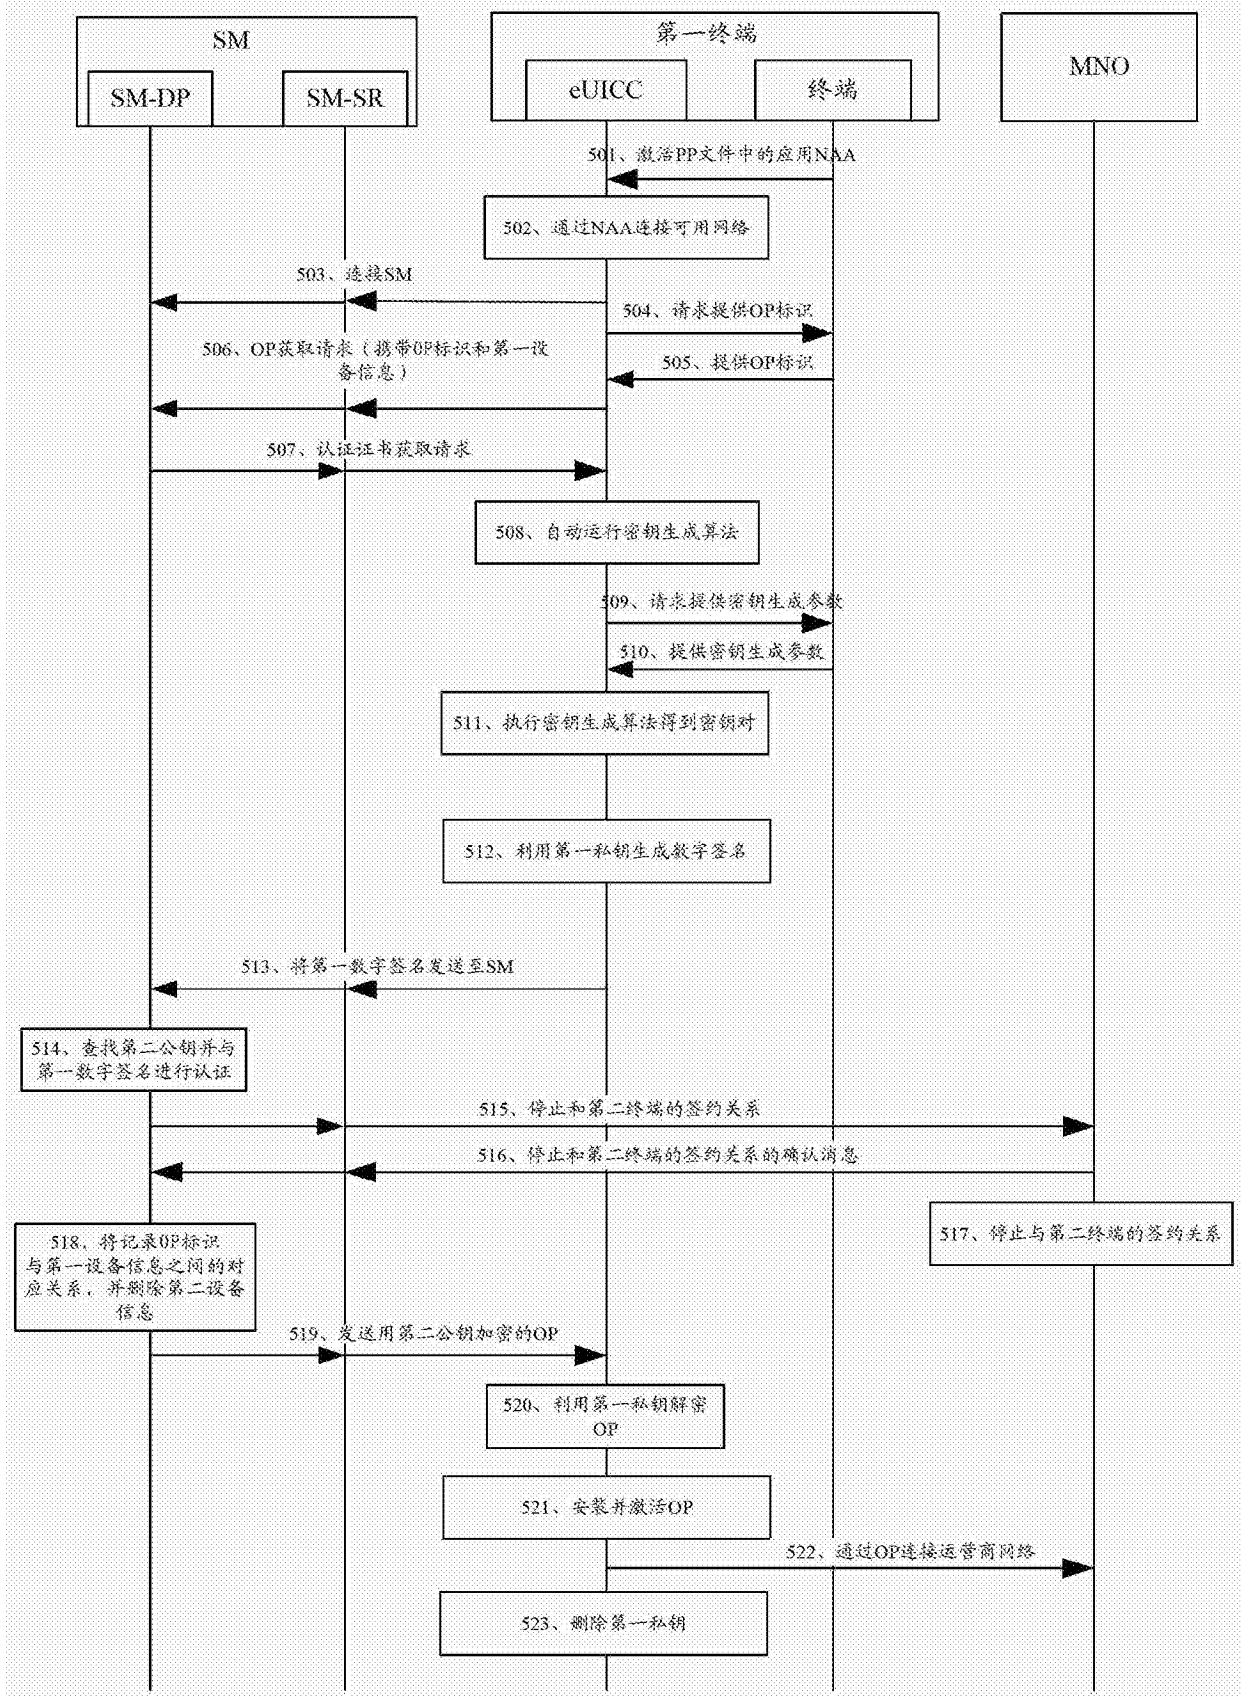 SM
第一终端
MNO
SM-DP
SM-SR
eUICC
终端
501、激活PP文件中的应用NAA
502、通过NAA连接可用网络
503、连接SM
504、请求提供OP标识
505、提供OP标识
506、OP获取请求（携带OP标识和第一设
备信息）
507、认证证书获取请求
508、自动运行密钥生成算法
509、请求提供密钥生成参数
510、提供密钥生成参数
511、执行密钥生成算法得到密钥对
512、利用第一私钥生成数字签名
513、将第一数字签名发送至SM
514、查找第二公钥并与
第一数字签名进行认证
515、停止和第二终端的签约关系
516、停止和第二终端的签约关系的确认消息
517、停止与第二终端的签约关系
518、将记录OP标识
与第一设备信息之间的对
应关系，并删除第二设备
信息
519、发送用第二公钥加密的OP
520、利用第一私钥解密
OP
521、安装并激活OP
522、通过OP连接运营商网络
523、删除第一私钥